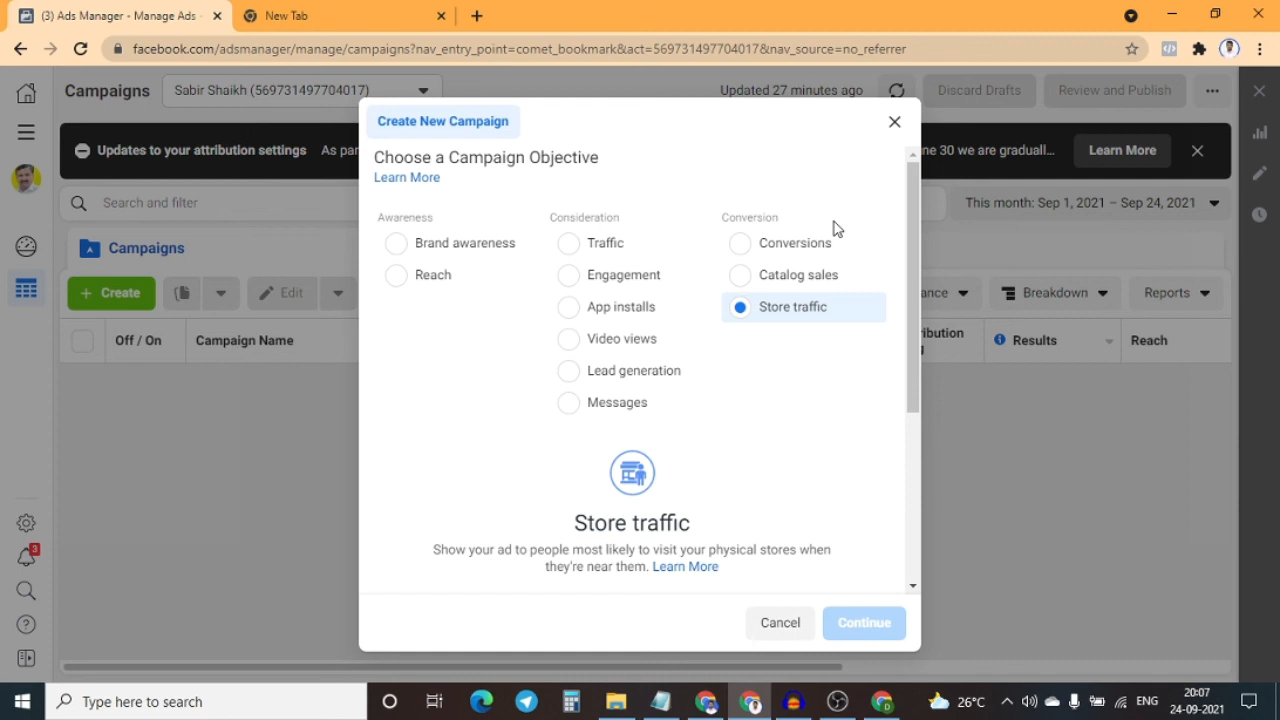 (3) Ads Manager - Manage Ads -
New Tab
facebook.com/adsmanager/manage/campaigns?nav_entry_point=comet_bookmark&act=569731497704017&nav_source=no_referrer
Campaigns
Sabir Shaikh (569731497704017)
Updated 27 minutes ago
Discard Drafts
Review and Publish
Create New Campaign
Updates to your attribution settings As par
ne 30 we are graduall...
Learn More
Choose a Campaign Objective
Learn More
Search and filter
This month: Sep 1, 2021 – Sep 24, 2021
Awareness
Consideration
Conversion
Brand awareness
Traffic
Conversions
Campaigns
Reach
Engagement
Catalog sales
Create
Edit
App installs
Store traffic
ance
Breakdown
Reports
Off / On
Campaign Name
Video views
ibution
g
Results
Reach
Lead generation
Messages
Store traffic
Show your ad to people most likely to visit your physical stores when
they're near them. Learn More
3
Cancel
Continue
Type here to search
26°C
ENG
20:07
24-09-2021